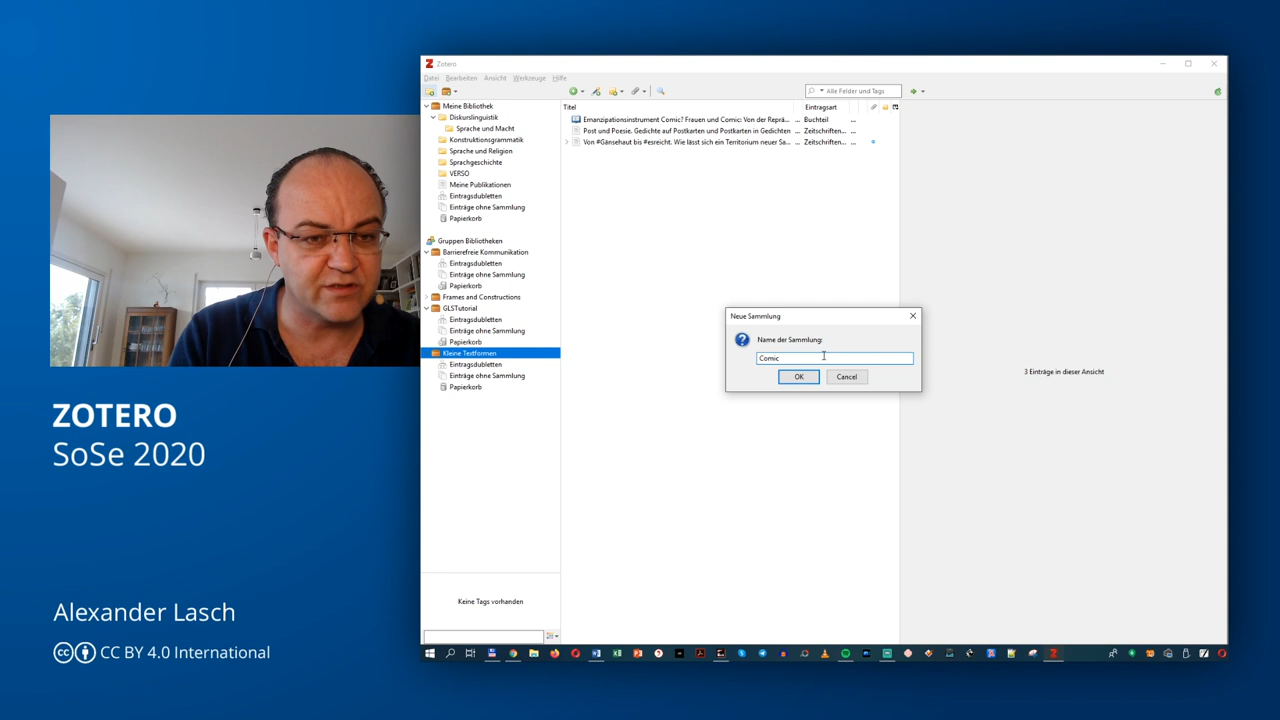 ZOTERO
SoSe 2020
Alexander Lasch
CC BY 4.0 International
Zotero
Datei Bearbeiten Ansicht Werkzeuge Hilfe
Alle Felder und Tags
Meine Bibliothek
Diskurslinguistik
Sprache und Macht
Konstruktionsgrammatik
Sprache und Religion
Sprachgeschichte
VERSO
Meine Publikationen
Eintragsdubletten
Einträge ohne Sammlung
Papierkorb
Gruppen Bibliotheken
Barrierefreie Kommunikation
Eintragsdubletten
Einträge ohne Sammlung
Papierkorb
Frames and Constructions
GLSTutorial
Eintragsdubletten
Einträge ohne Sammlung
Papierkorb
Kleine Textformen
Eintragsdubletten
Einträge ohne Sammlung
Papierkorb
Keine Tags vorhanden
Titel Eintragsart
Emanzipationsinstrument Comic? Frauen und Comic: Von der Reprä... ... Buchteil ...
Post und Poesie. Gedichte auf Postkarten und Postkarten in Gedichten ... Zeitschriften... ...
Von #Gänsehaut bis #esreicht. Wie lässt sich ein Territorium neuer Sä... ... Zeitschriften... ...
Neue Sammlung
Name der Sammlung:
Comic
OK Cancel
3 Einträge in dieser Ansicht